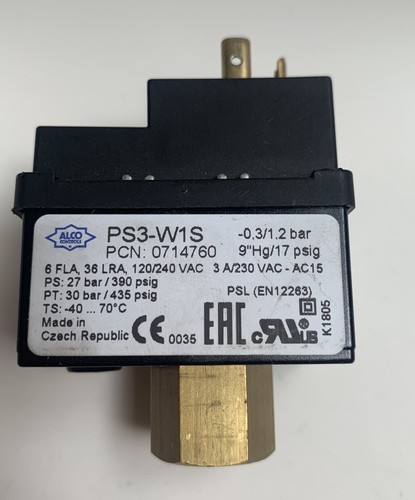 ALCO
CONTROLS
PS3-W1S
-0,3/1,2 bar
PCN: 0714760
9"Hg/17 psig
6 FLA, 36 LRA, 120/240 VAC 3 A/230 VAC - AC15
PS: 27 bar / 390 psig
PSL (EN12263)
PT: 30 bar / 435 psig
TS: -40 ... 70°C
Made in
Czech Republic
CE 0035
EAC
c RU us
K1805